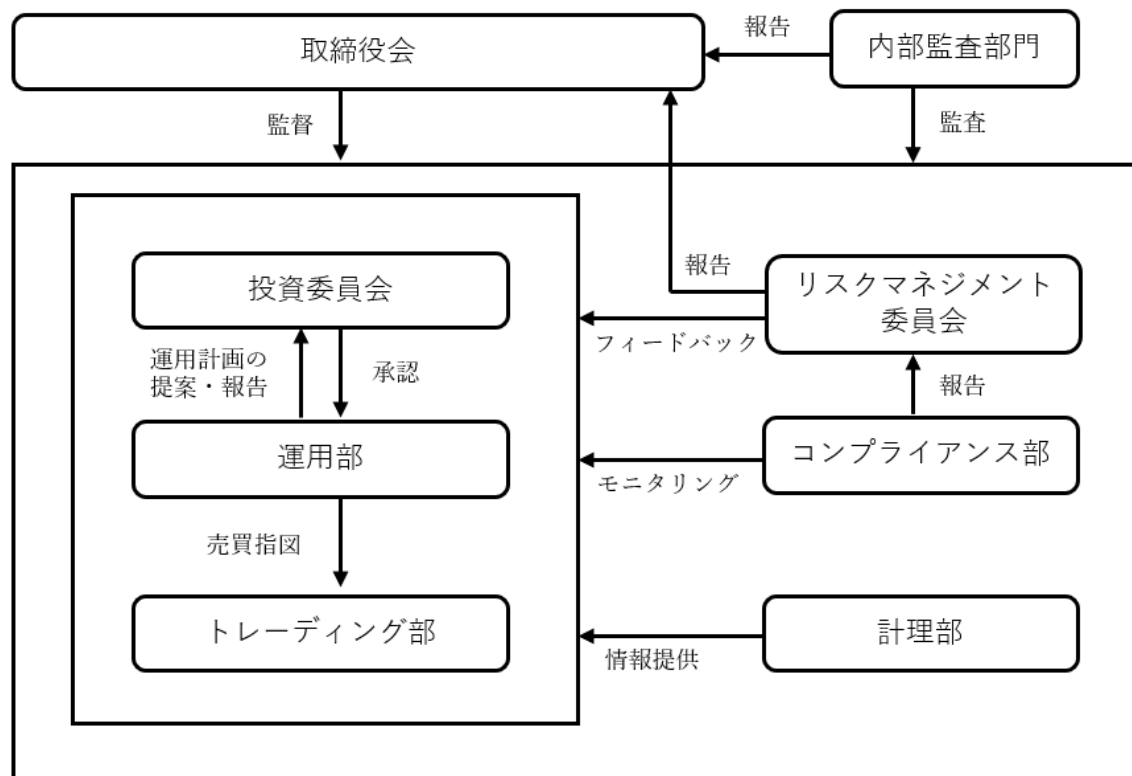 取締役会
報告
内部監査部門
監督
監査
投資委員会
報告
リスクマネジメント
委員会
フィードバック
運用計画の
提案・報告
承認
報告
運用部
コンプライアンス部
モニタリング
売買指図
トレーディング部
計理部
情報提供